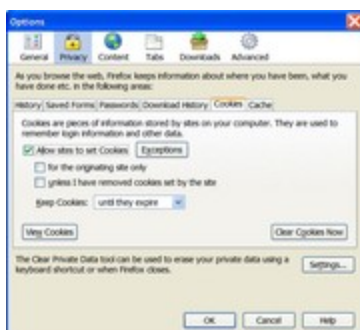 Options
General Privacy Content Tabs Downloads Advanced
As you browse the web, Firefox keeps information about where you have been, what you
have done etc. in the following areas:
History Saved Forms Passwords Download History Cookies Cache
Cookies are pieces of information stored by sites on your computer. They are used to
remember login information and other data.
Allow sites to set Cookies Exceptions
for the originating site only
unless I have removed cookies set by the site
Keep Cookies: until they expire
View Cookies Clear Cookies Now
The Clear Private Data tool can be used to erase your private data using a
keyboard shortcut or when Firefox closes.
Settings...
OK Cancel Help